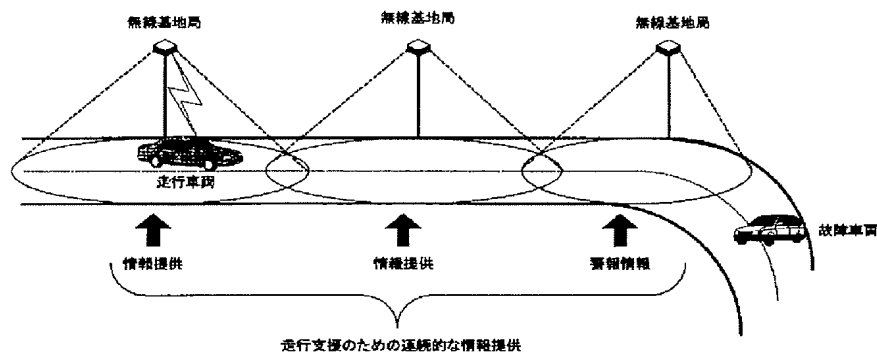 無線基地局
無線基地局
無線基地局
走行車両
故障車両
情報提供
情報提供
警報情報
走行支援のための連続的な情報提供